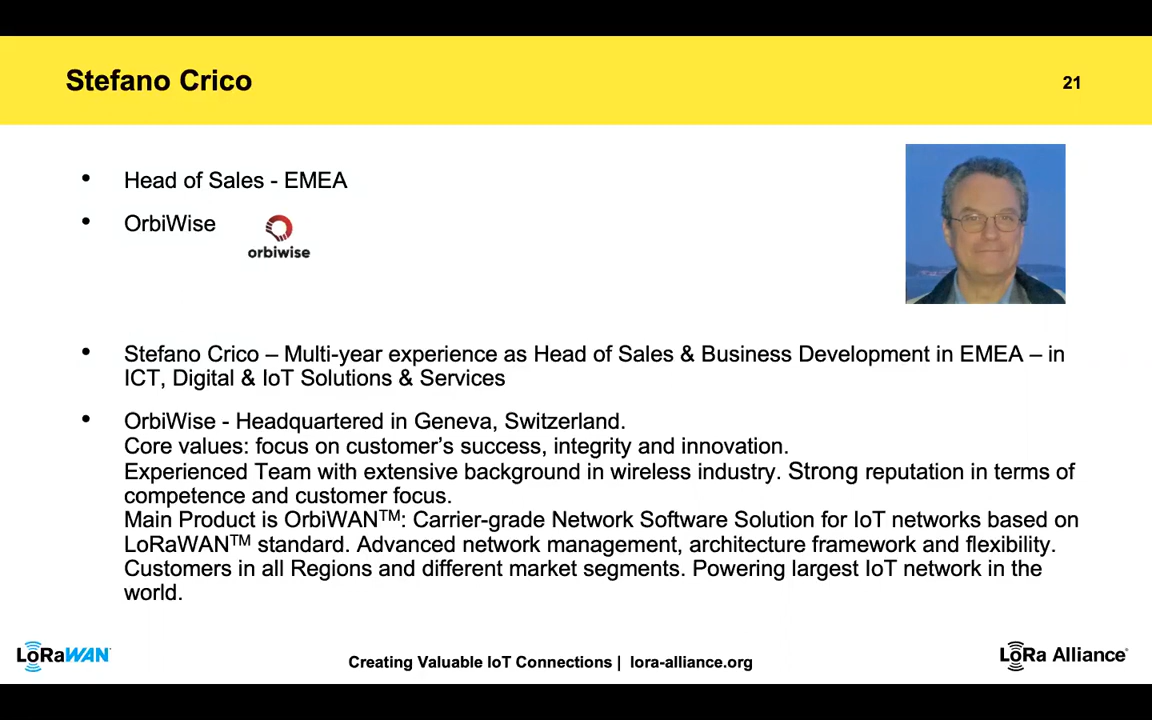 Stefano Crico
21
• Head of Sales - EMEA
• OrbiWise
orbiwise
• Stefano Crico – Multi-year experience as Head of Sales & Business Development in EMEA – in
ICT, Digital & IoT Solutions & Services
• OrbiWise - Headquartered in Geneva, Switzerland.
Core values: focus on customer’s success, integrity and innovation.
Experienced Team with extensive background in wireless industry. Strong reputation in terms of
competence and customer focus.
Main Product is OrbiWAN™: Carrier-grade Network Software Solution for IoT networks based on
LoRaWAN™ standard. Advanced network management, architecture framework and flexibility.
Customers in all Regions and different market segments. Powering largest IoT network in the
world.
LoRaWAN
Creating Valuable IoT Connections | lora-alliance.org
LoRa Alliance®